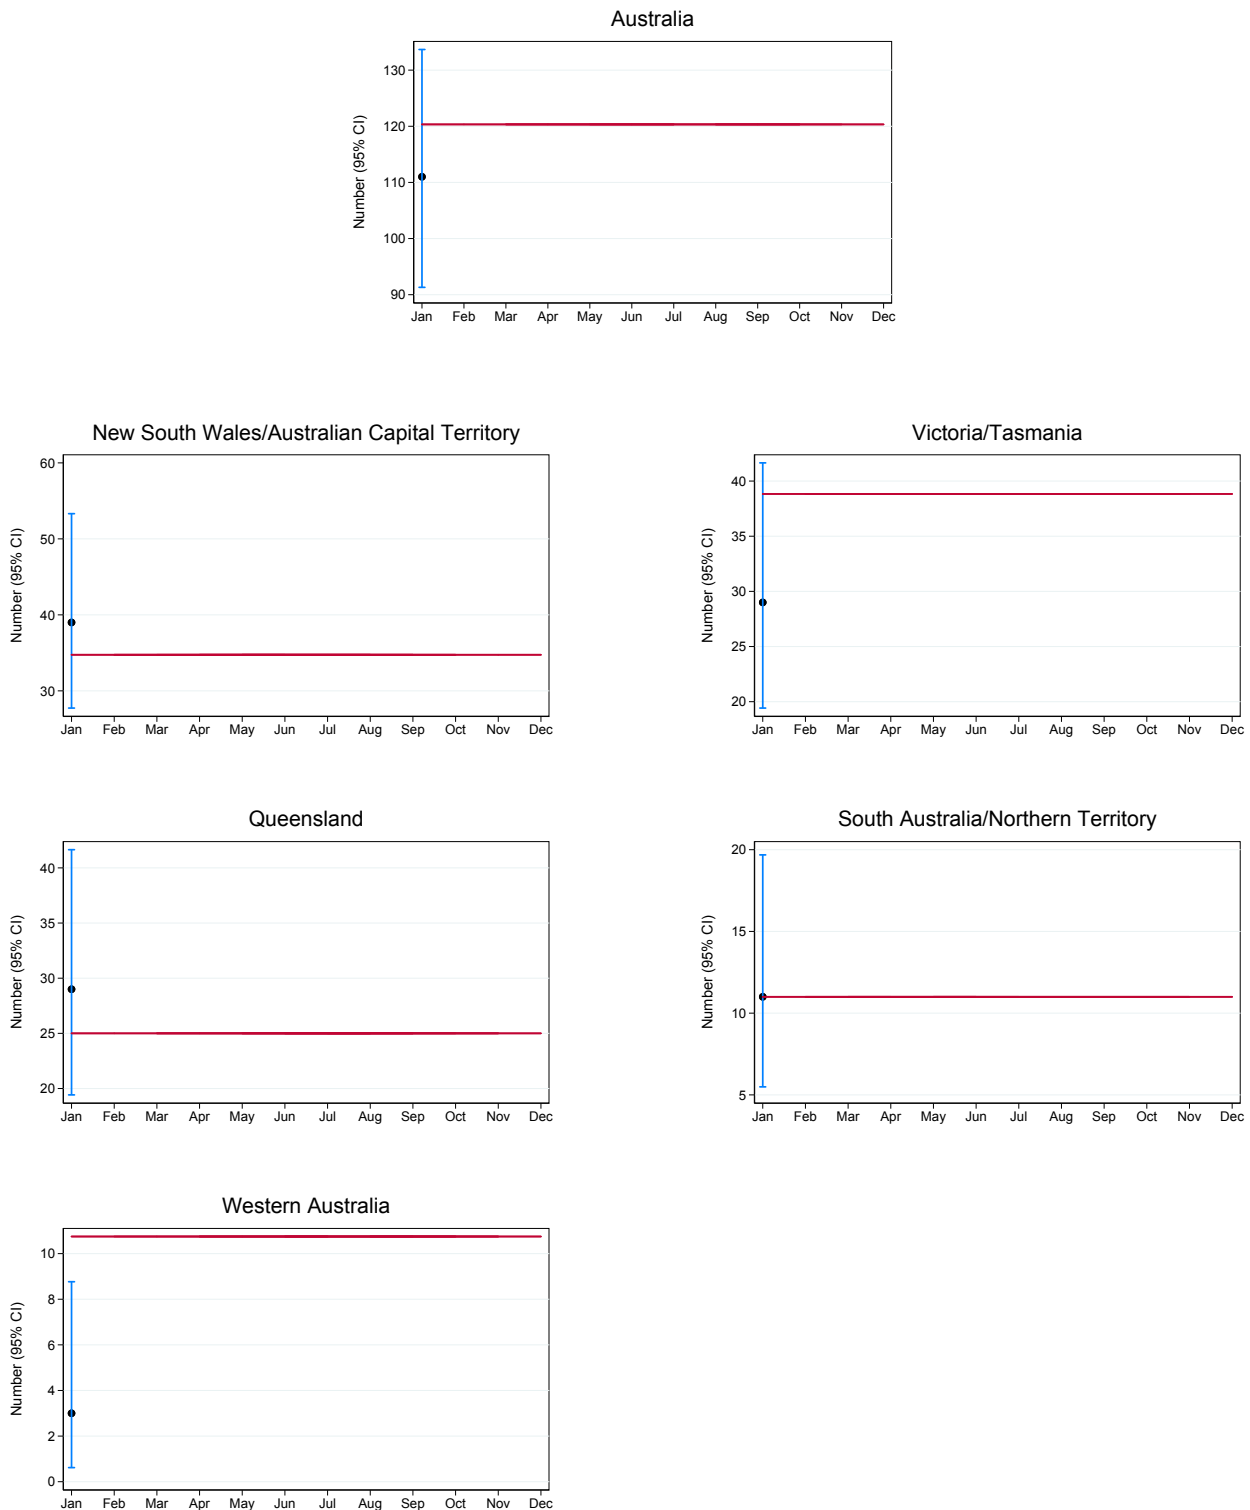 Australia
Number (95% CI)
130
120
110
100
90
Jan Feb Mar Apr May Jun Jul Aug Sep Oct Nov Dec
New South Wales/Australian Capital Territory
Number (95% CI)
60
50
40
30
Jan Feb Mar Apr May Jun Jul Aug Sep Oct Nov Dec
Victoria/Tasmania
Number (95% CI)
40
35
30
25
20
Jan Feb Mar Apr May Jun Jul Aug Sep Oct Nov Dec
Queensland
Number (95% CI)
40
35
30
25
20
Jan Feb Mar Apr May Jun Jul Aug Sep Oct Nov Dec
South Australia/Northern Territory
Number (95% CI)
20
15
10
5
Jan Feb Mar Apr May Jun Jul Aug Sep Oct Nov Dec
Western Australia
Number (95% CI)
10
8
6
4
2
0
Jan Feb Mar Apr May Jun Jul Aug Sep Oct Nov Dec